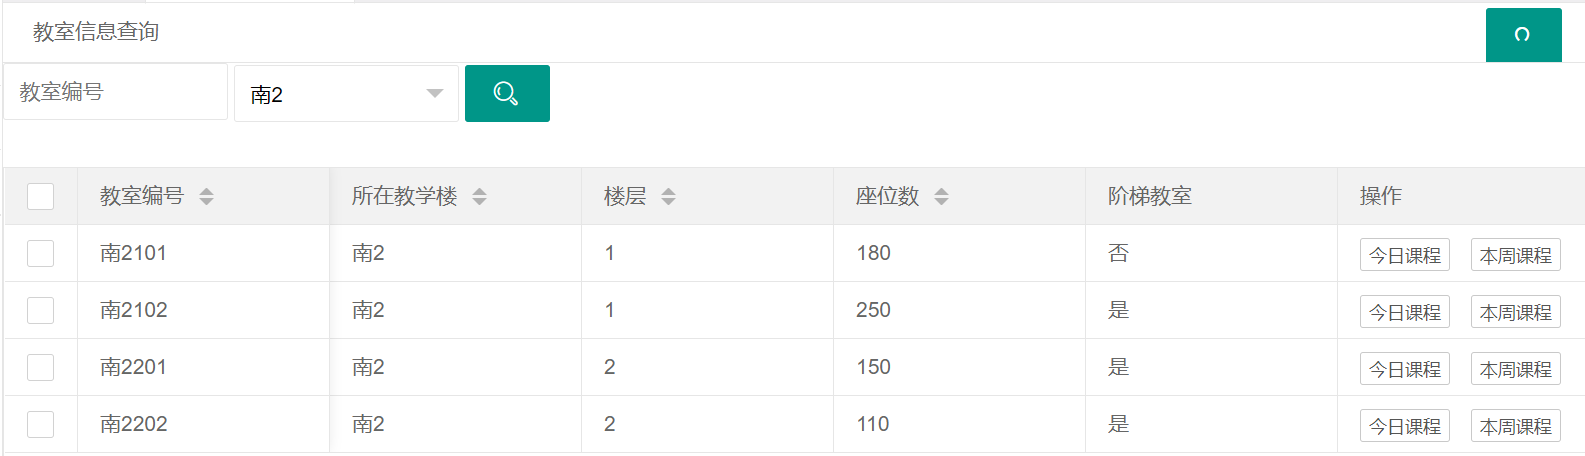 教室信息查询
教室编号 南2
教室编号 所在教学楼 楼层 座位数 阶梯教室 操作
南2101 南2 1 180 否 今日课程 本周课程
南2102 南2 1 250 是 今日课程 本周课程
南2201 南2 2 150 是 今日课程 本周课程
南2202 南2 2 110 是 今日课程 本周课程